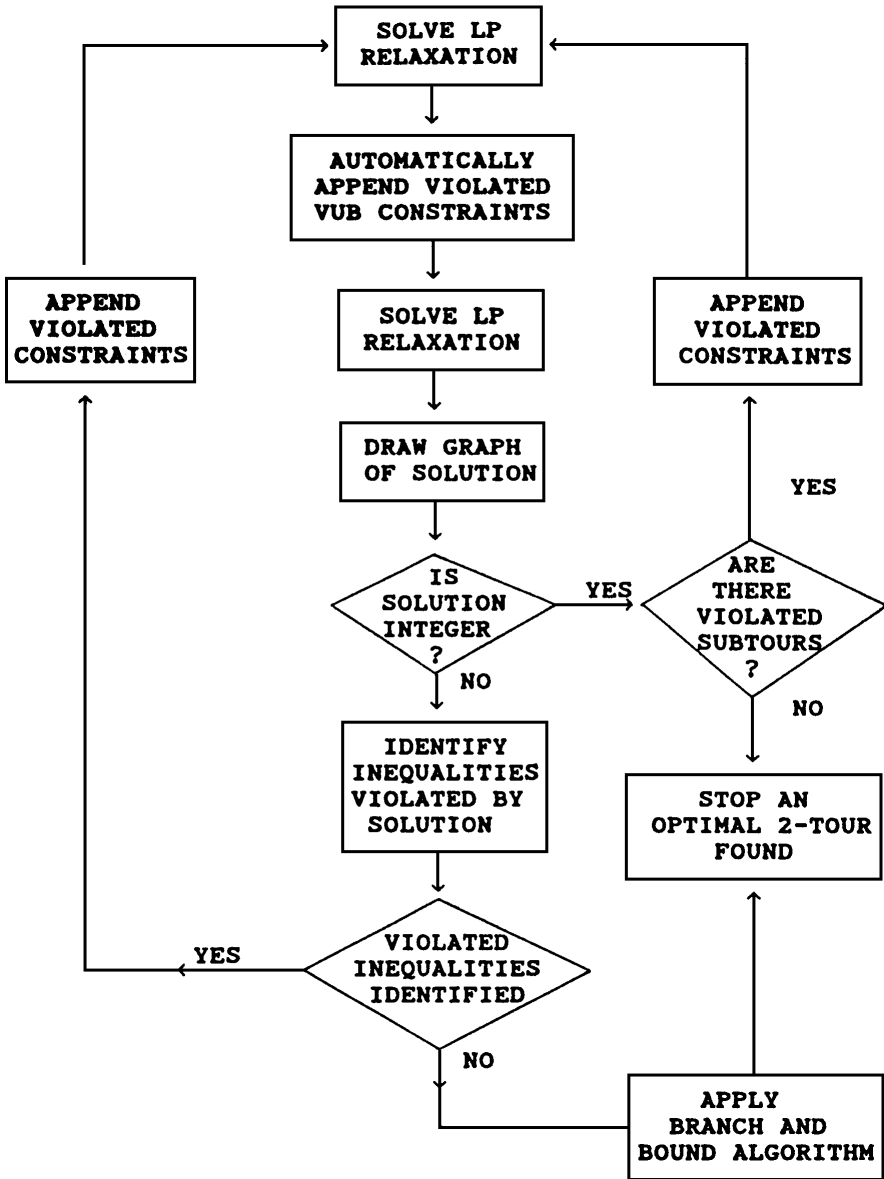 SOLVE LP
RELAXATION
AUTOMATICALLY
APPEND VIOLATED
VUB CONSTRAINTS
APPEND
VIOLATED
CONSTRAINTS
SOLVE LP
RELAXATION
APPEND
VIOLATED
CONSTRAINTS
DRAW GRAPH
OF SOLUTION
YES
IS
SOLUTION
INTEGER
?
YES
ARE
THERE
VIOLATED
SUBTOURS
?
NO
NO
IDENTIFY
INEQUALITIES
VIOLATED BY
SOLUTION
STOP AN
OPTIMAL 2-TOUR
FOUND
YES
VIOLATED
INEQUALITIES
IDENTIFIED
NO
APPLY
BRANCH AND
BOUND ALGORITHM